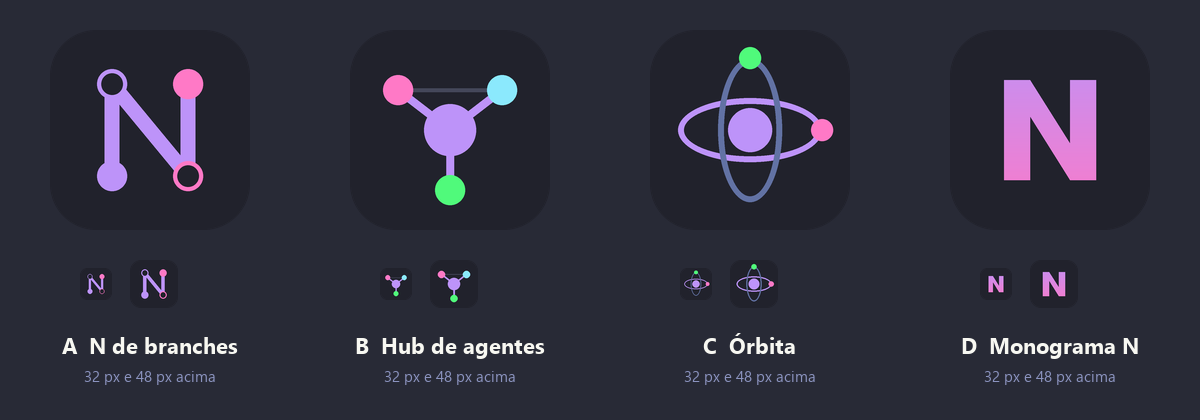 N
N N N N
A N de branches B Hub de agentes C Órbita D Monograma N
32 px e 48 px acima 32 px e 48 px acima 32 px e 48 px acima 32 px e 48 px acima